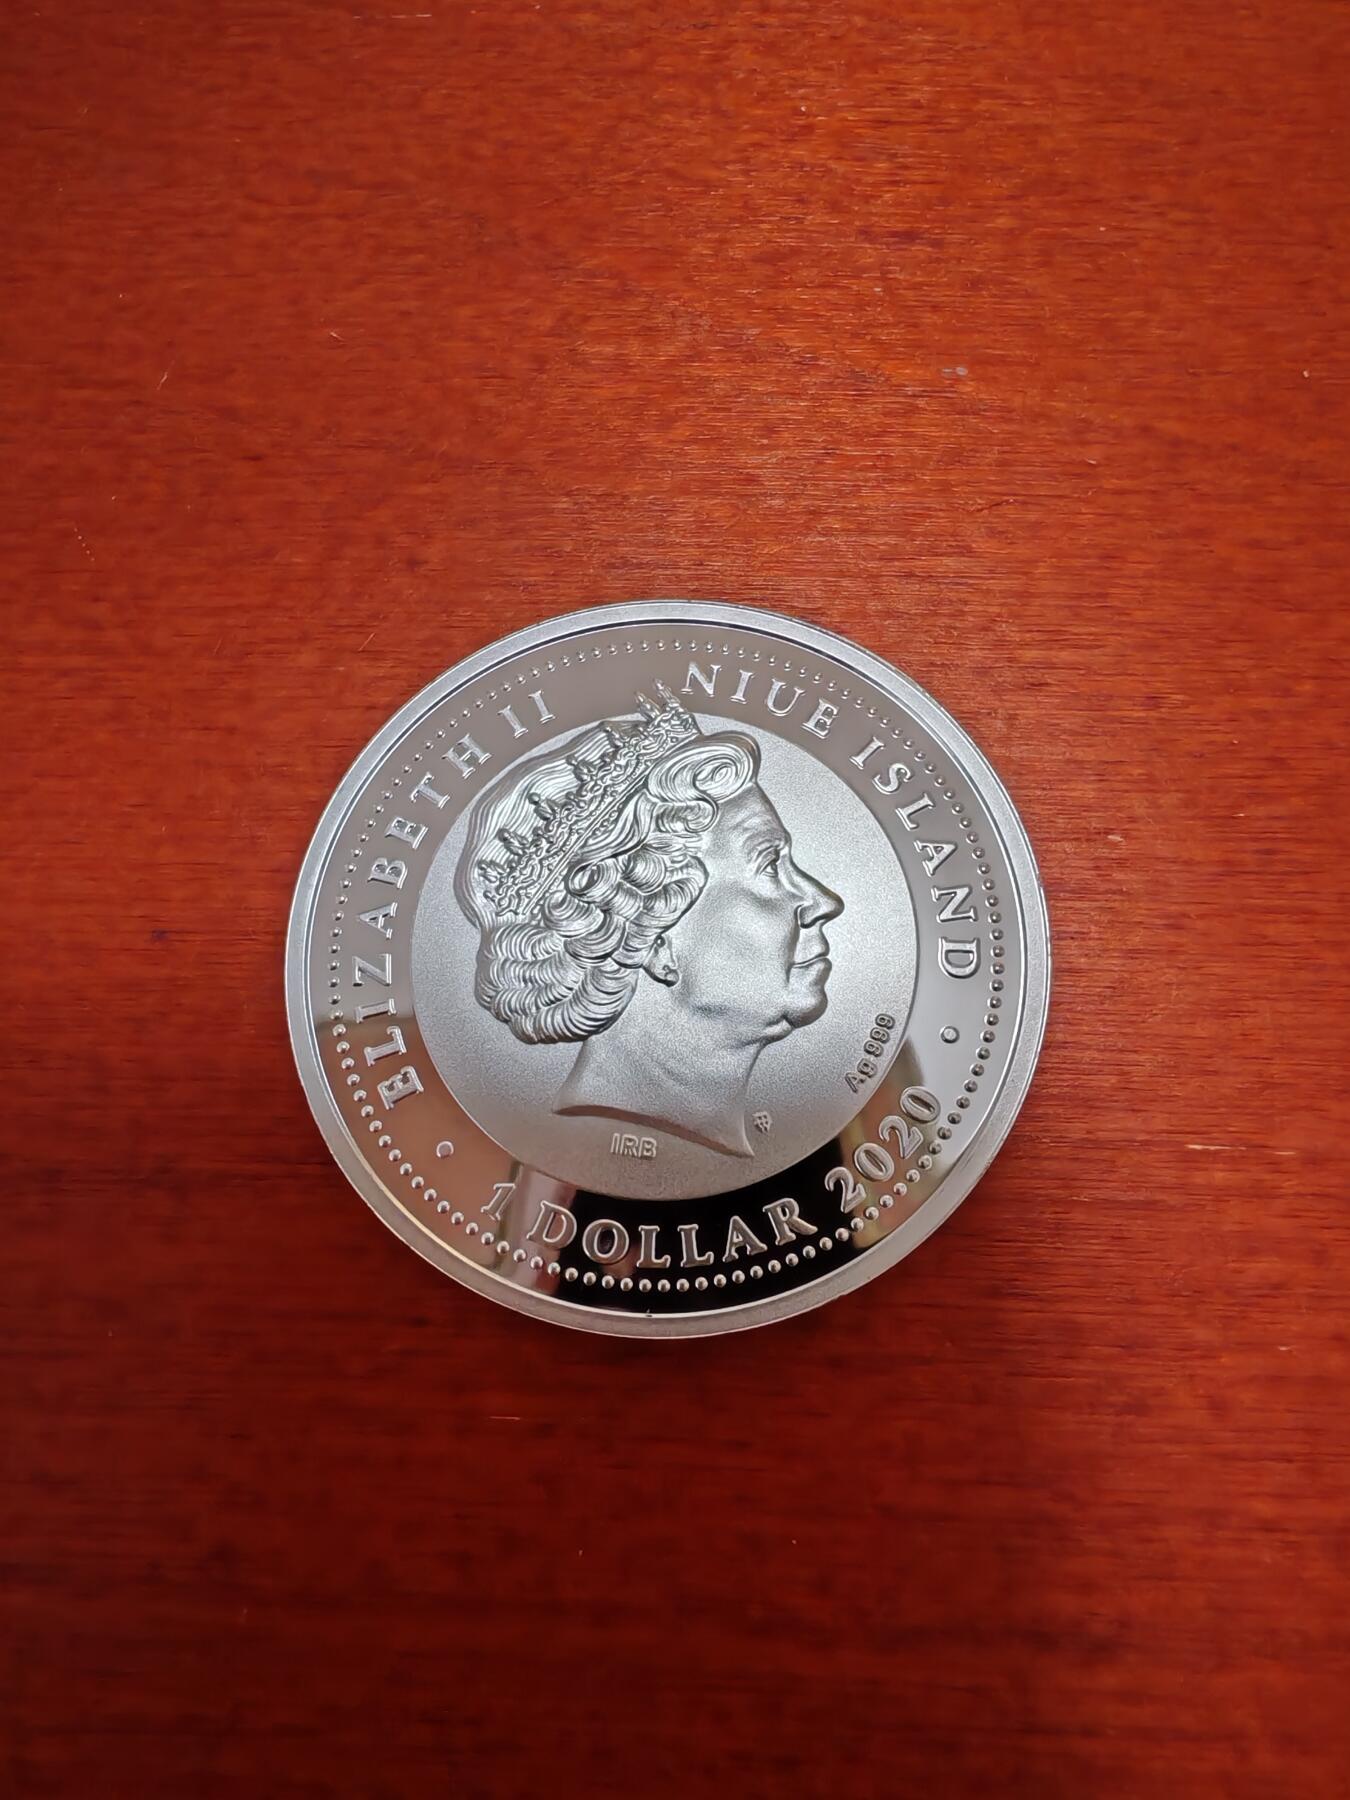 ELIZABETH II
NIUE ISLAND
Ag 999
IRB
1 DOLLAR 2020